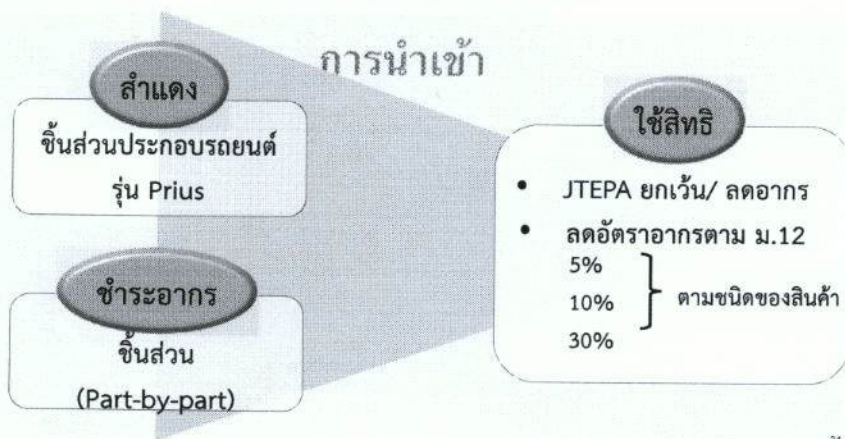 การนำเข้า
สำแดง
ชิ้นส่วนประกอบรถยนต์
รุ่น Prius
ชำระอากร
ชิ้นส่วน
(Part-by-part)
ใช้สิทธิ
• JTEPA ยกเว้น/ ลดอากร
• ลดอัตราอากรตาม ม.12
5%
10%
30%
ตามชนิดของสินค้า